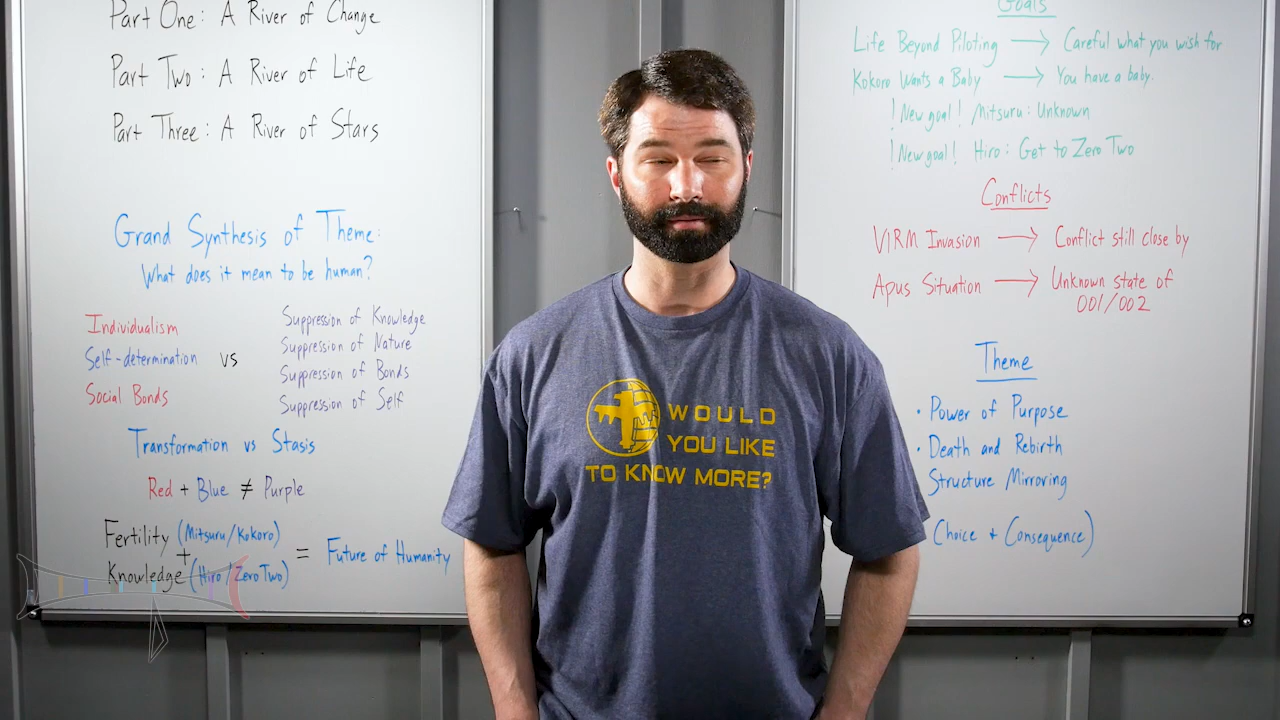 Part One: A River of Change
Part Two: A River of Life
Part Three: A River of Stars
Grand Synthesis of Theme:
What does it mean to be human?
Individualism
Self-determination
Social Bonds
vs
Suppression of Knowledge
Suppression of Nature
Suppression of Bonds
Suppression of Self
Transformation vs Stasis
Red + Blue ≠ Purple
Fertility (Mitsuru/Kokoro)
+
Knowledge (Hiro/Zero Two)
= Future of Humanity
WOULD
YOU LIKE
TO KNOW MORE?
Goals
Life Beyond Piloting → Careful what you wish for
Kokoro Wants a Baby → You have a baby.
! New goal! Mitsuru: Unknown
! New goal! Hiro: Get to Zero Two
Conflicts
VIRM Invasion → Conflict still close by
Apus Situation → Unknown state of
001/002
Theme
• Power of Purpose
• Death and Rebirth
Structure Mirroring
(Choice + Consequence)